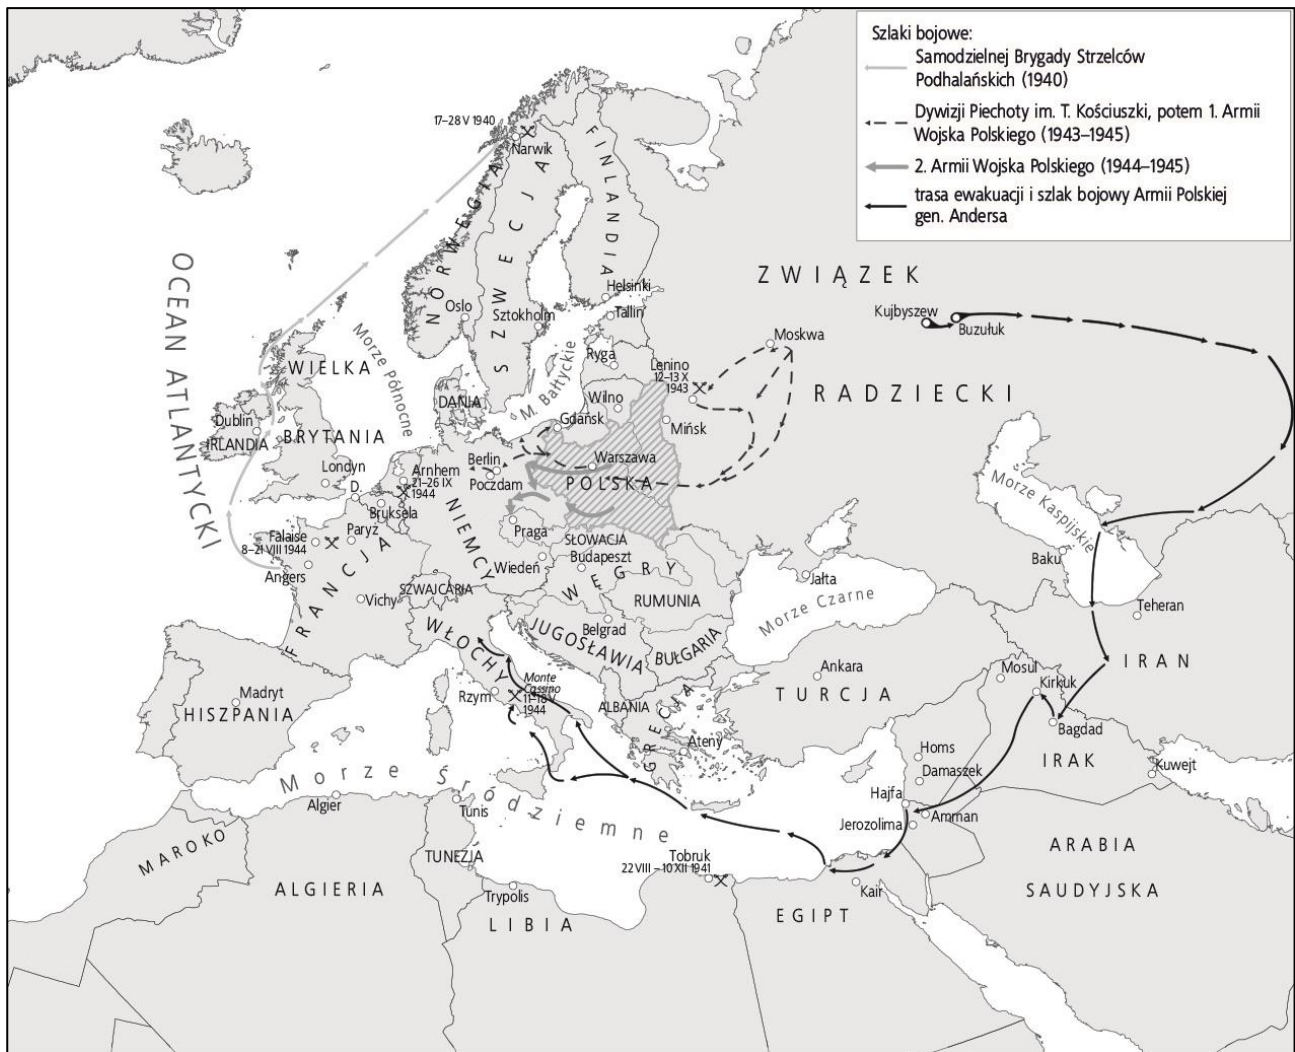 Szlaki bojowe:
Samodzielnej Brygady Strzelców
Podhalańskich (1940)
Dywizji Piechoty im. T. Kościuszki, potem 1. Armii
Wojska Polskiego (1943–1945)
2. Armii Wojska Polskiego (1944–1945)
trasa ewakuacji i szlak bojowy Armii Polskiej
gen. Andersa
17–28 V 1940
Narwik
FINLANDIA
NORWEGIA
SZWECJA
OCEAN ATLANTYCKI
ZWIĄZEK
RADZIECKI
Helsinki
Tallin
Oslo
Sztokholm
Kujbyszew
Buzułuk
Moskwa
Morze Północne
M. Bałtyckie
Ryga
Lenino
12–13 X
1943
WIELKA
BRYTANIA
DANIA
Wilno
Mińsk
Gdańsk
Dublin
IRLANDIA
Londyn
D.
Arnhem
21–26 IX
1944
Berlin
Poczdam
Warszawa
POLSKA
NIEMCY
Bruksela
Praga
Falaise
8–21 VIII 1944
Paryż
Angers
FRANCJA
SŁOWACJA
Budapeszt
Wiedeń
WĘGRY
Vichy
SZWAJCARIA
RUMUNIA
Jałta
Morze Czarne
Morze Kaspijskie
Baku
Teheran
WŁOCHY
JUGOSŁAWIA
Belgrad
BUŁGARIA
Monte
Cassino
11–18 V
1944
Rzym
ALBANIA
GRECJA
Ateny
Ankara
TURCJA
Mosul
Kirkuk
IRAN
Bagdad
IRAK
Madryt
HISZPANIA
Homs
Damaszek
Kuwejt
Hajfa
Amman
Jerozolima
Morze Śródziemne
Algier
Tunis
MAROKO
TUNEZJA
ALGIERIA
Trypolis
LIBIA
Tobruk
22 VIII – 10 XII 1941
Kair
EGIPT
ARABIA
SAUDYJSKA